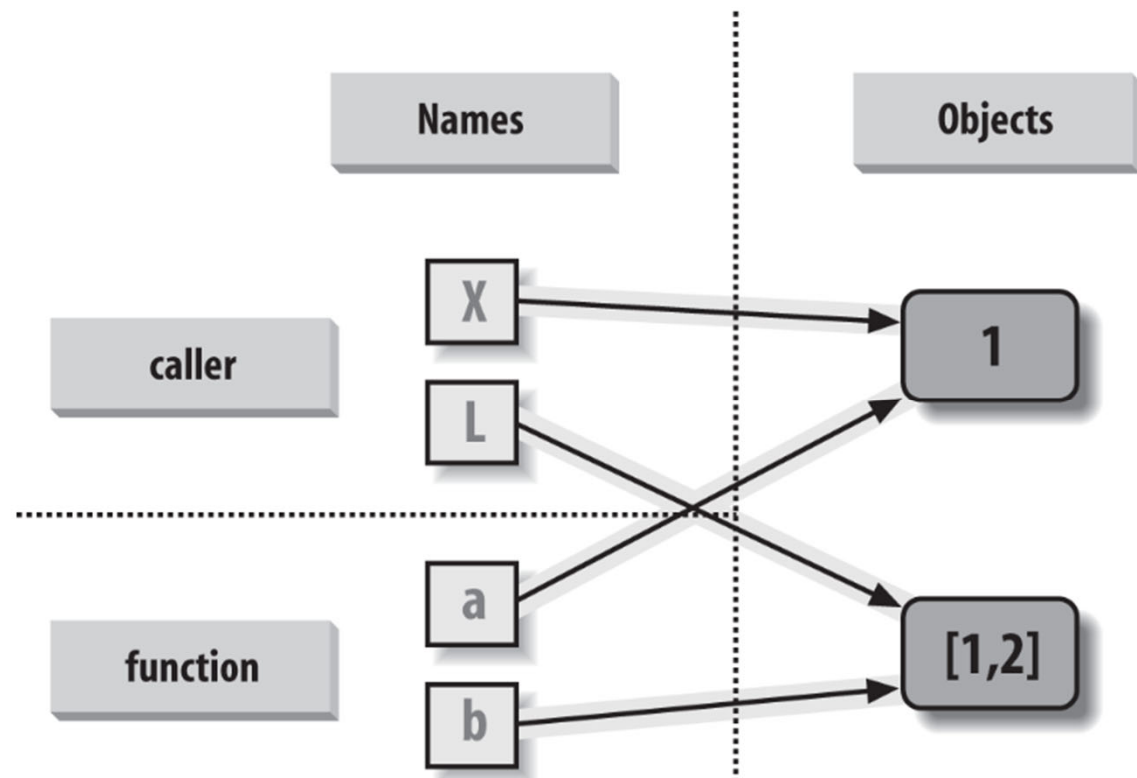 Names
Objects
X
1
caller
L
a
[1,2]
function
b